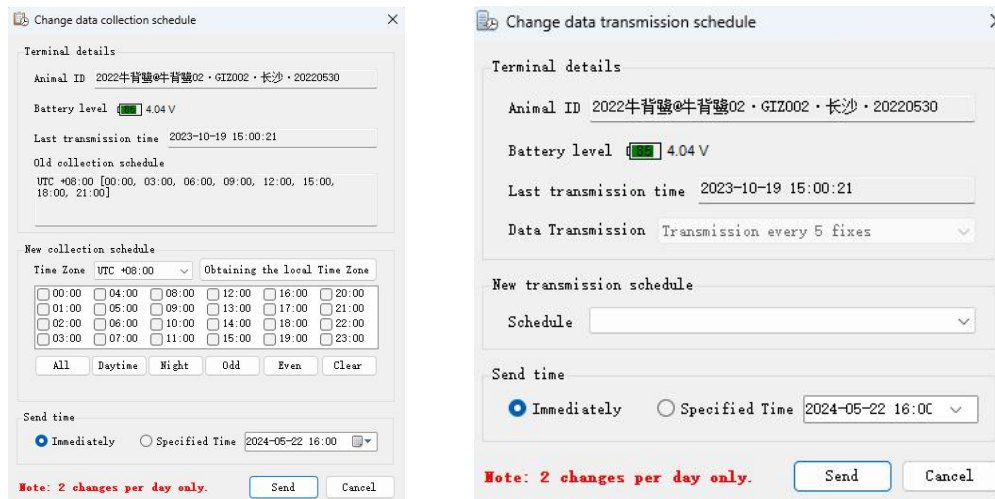 Change data collection schedule
Terminal details
Animal ID 2022牛背鹭@牛背鹭02·GIZ002·长沙·20220530
Battery level 85 4.04 V
Last transmission time 2023-10-19 15:00:21
Old collection schedule
UTC +08:00 [00:00, 03:00, 06:00, 09:00, 12:00, 15:00,
18:00, 21:00]
New collection schedule
Time Zone UTC +08:00 Obtaining the local Time Zone
00:00 04:00 08:00 12:00 16:00 20:00
01:00 05:00 09:00 13:00 17:00 21:00
02:00 06:00 10:00 14:00 18:00 22:00
03:00 07:00 11:00 15:00 19:00 23:00
All Daytime Night Odd Even Clear
Send time
Immediately Specified Time 2024-05-22 16:00
Note: 2 changes per day only. Send Cancel
Change data transmission schedule
Terminal details
Animal ID 2022牛背鹭@牛背鹭02·GIZ002·长沙·20220530
Battery level 85 4.04 V
Last transmission time 2023-10-19 15:00:21
Data Transmission Transmission every 5 fixes
New transmission schedule
Schedule
Send time
Immediately Specified Time 2024-05-22 16:0
Note: 2 changes per day only. Send Cancel